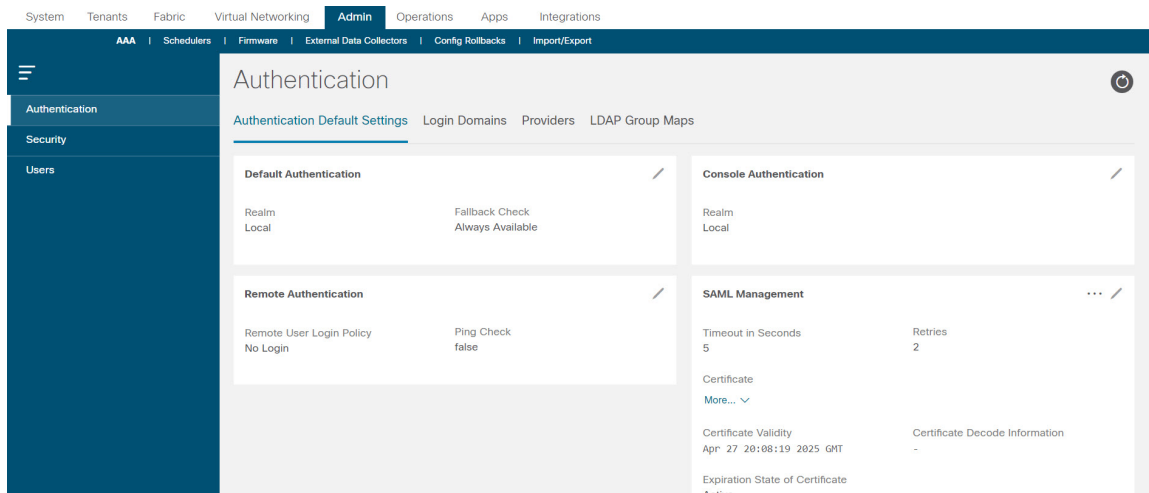 System Tenants Fabric Virtual Networking Admin Operations Apps Integrations
AAA | Schedulers | Firmware | External Data Collectors | Config Rollbacks | Import/Export
Authentication
Authentication
Security
Users
Authentication Default Settings Login Domains Providers LDAP Group Maps
Default Authentication
Realm Fallback Check
Local Always Available
Console Authentication
Realm
Local
Remote Authentication
Remote User Login Policy Ping Check
No Login false
SAML Management
Timeout in Seconds Retries
5 2
Certificate
More...
Certificate Validity Certificate Decode Information
Apr 27 20:08:19 2025 GMT -
Expiration State of Certificate